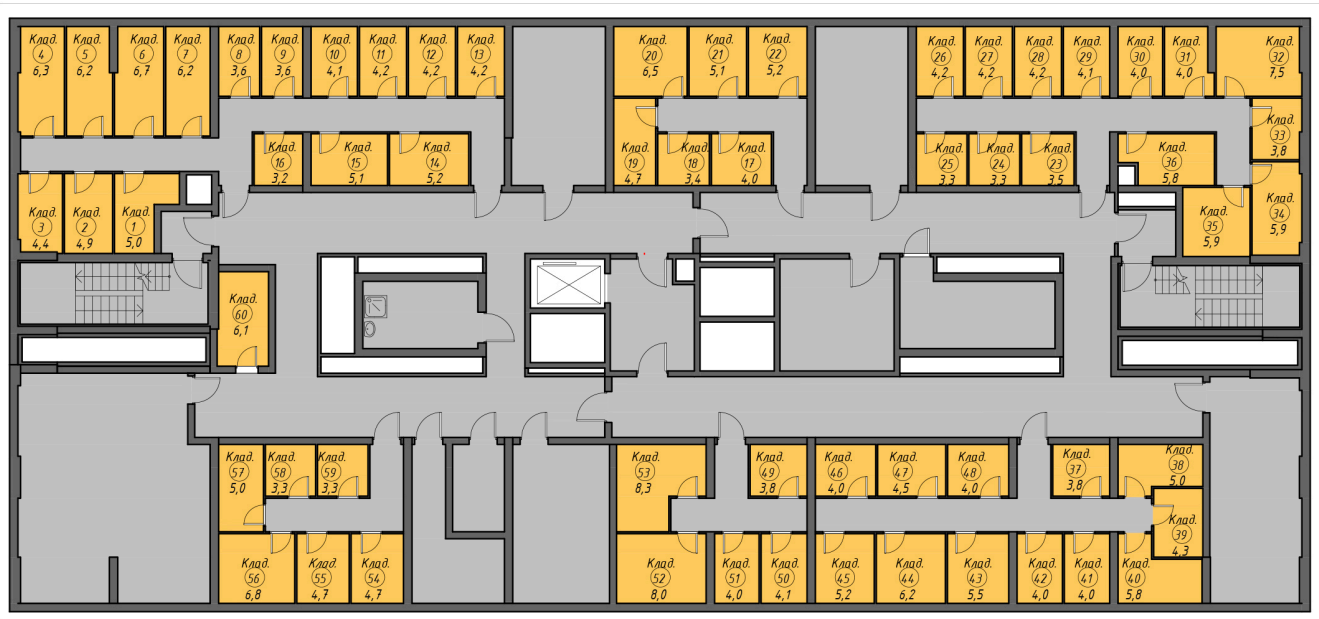 Клад.
4
6,3
Клад.
5
6,2
Клад.
6
6,7
Клад.
7
6,2
Клад.
8
3,6
Клад.
9
3,6
Клад.
10
4,1
Клад.
11
4,2
Клад.
12
4,2
Клад.
13
4,2
Клад.
20
6,5
Клад.
21
5,1
Клад.
22
5,2
Клад.
26
4,2
Клад.
27
4,2
Клад.
28
4,2
Клад.
29
4,1
Клад.
30
4,0
Клад.
31
4,0
Клад.
32
7,5
Клад.
16
3,2
Клад.
15
5,1
Клад.
14
5,2
Клад.
19
4,7
Клад.
18
3,4
Клад.
17
4,0
Клад.
25
3,3
Клад.
24
3,3
Клад.
23
3,5
Клад.
36
5,8
Клад.
33
3,8
Клад.
3
4,4
Клад.
2
4,9
Клад.
1
5,0
Клад.
35
5,9
Клад.
34
5,9
Клад.
60
6,1
Клад.
57
5,0
Клад.
58
3,3
Клад.
59
3,3
Клад.
53
8,3
Клад.
49
3,8
Клад.
46
4,0
Клад.
47
4,5
Клад.
48
4,0
Клад.
37
3,8
Клад.
38
5,0
Клад.
39
4,3
Клад.
56
6,8
Клад.
55
4,7
Клад.
54
4,7
Клад.
52
8,0
Клад.
51
4,0
Клад.
50
4,1
Клад.
45
5,2
Клад.
44
6,2
Клад.
43
5,5
Клад.
42
4,0
Клад.
41
4,0
Клад.
40
5,8